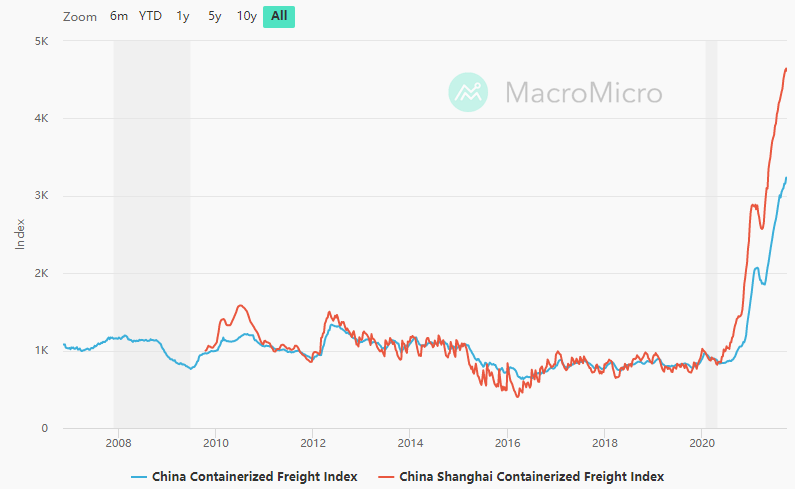 Zoom 6m YTD 1y 5y 10y All
5K
MacroMicro
4K
3K
Index
2K
1K
0
2008 2010 2012 2014 2016 2018 2020
China Containerized Freight Index China Shanghai Containerized Freight Index